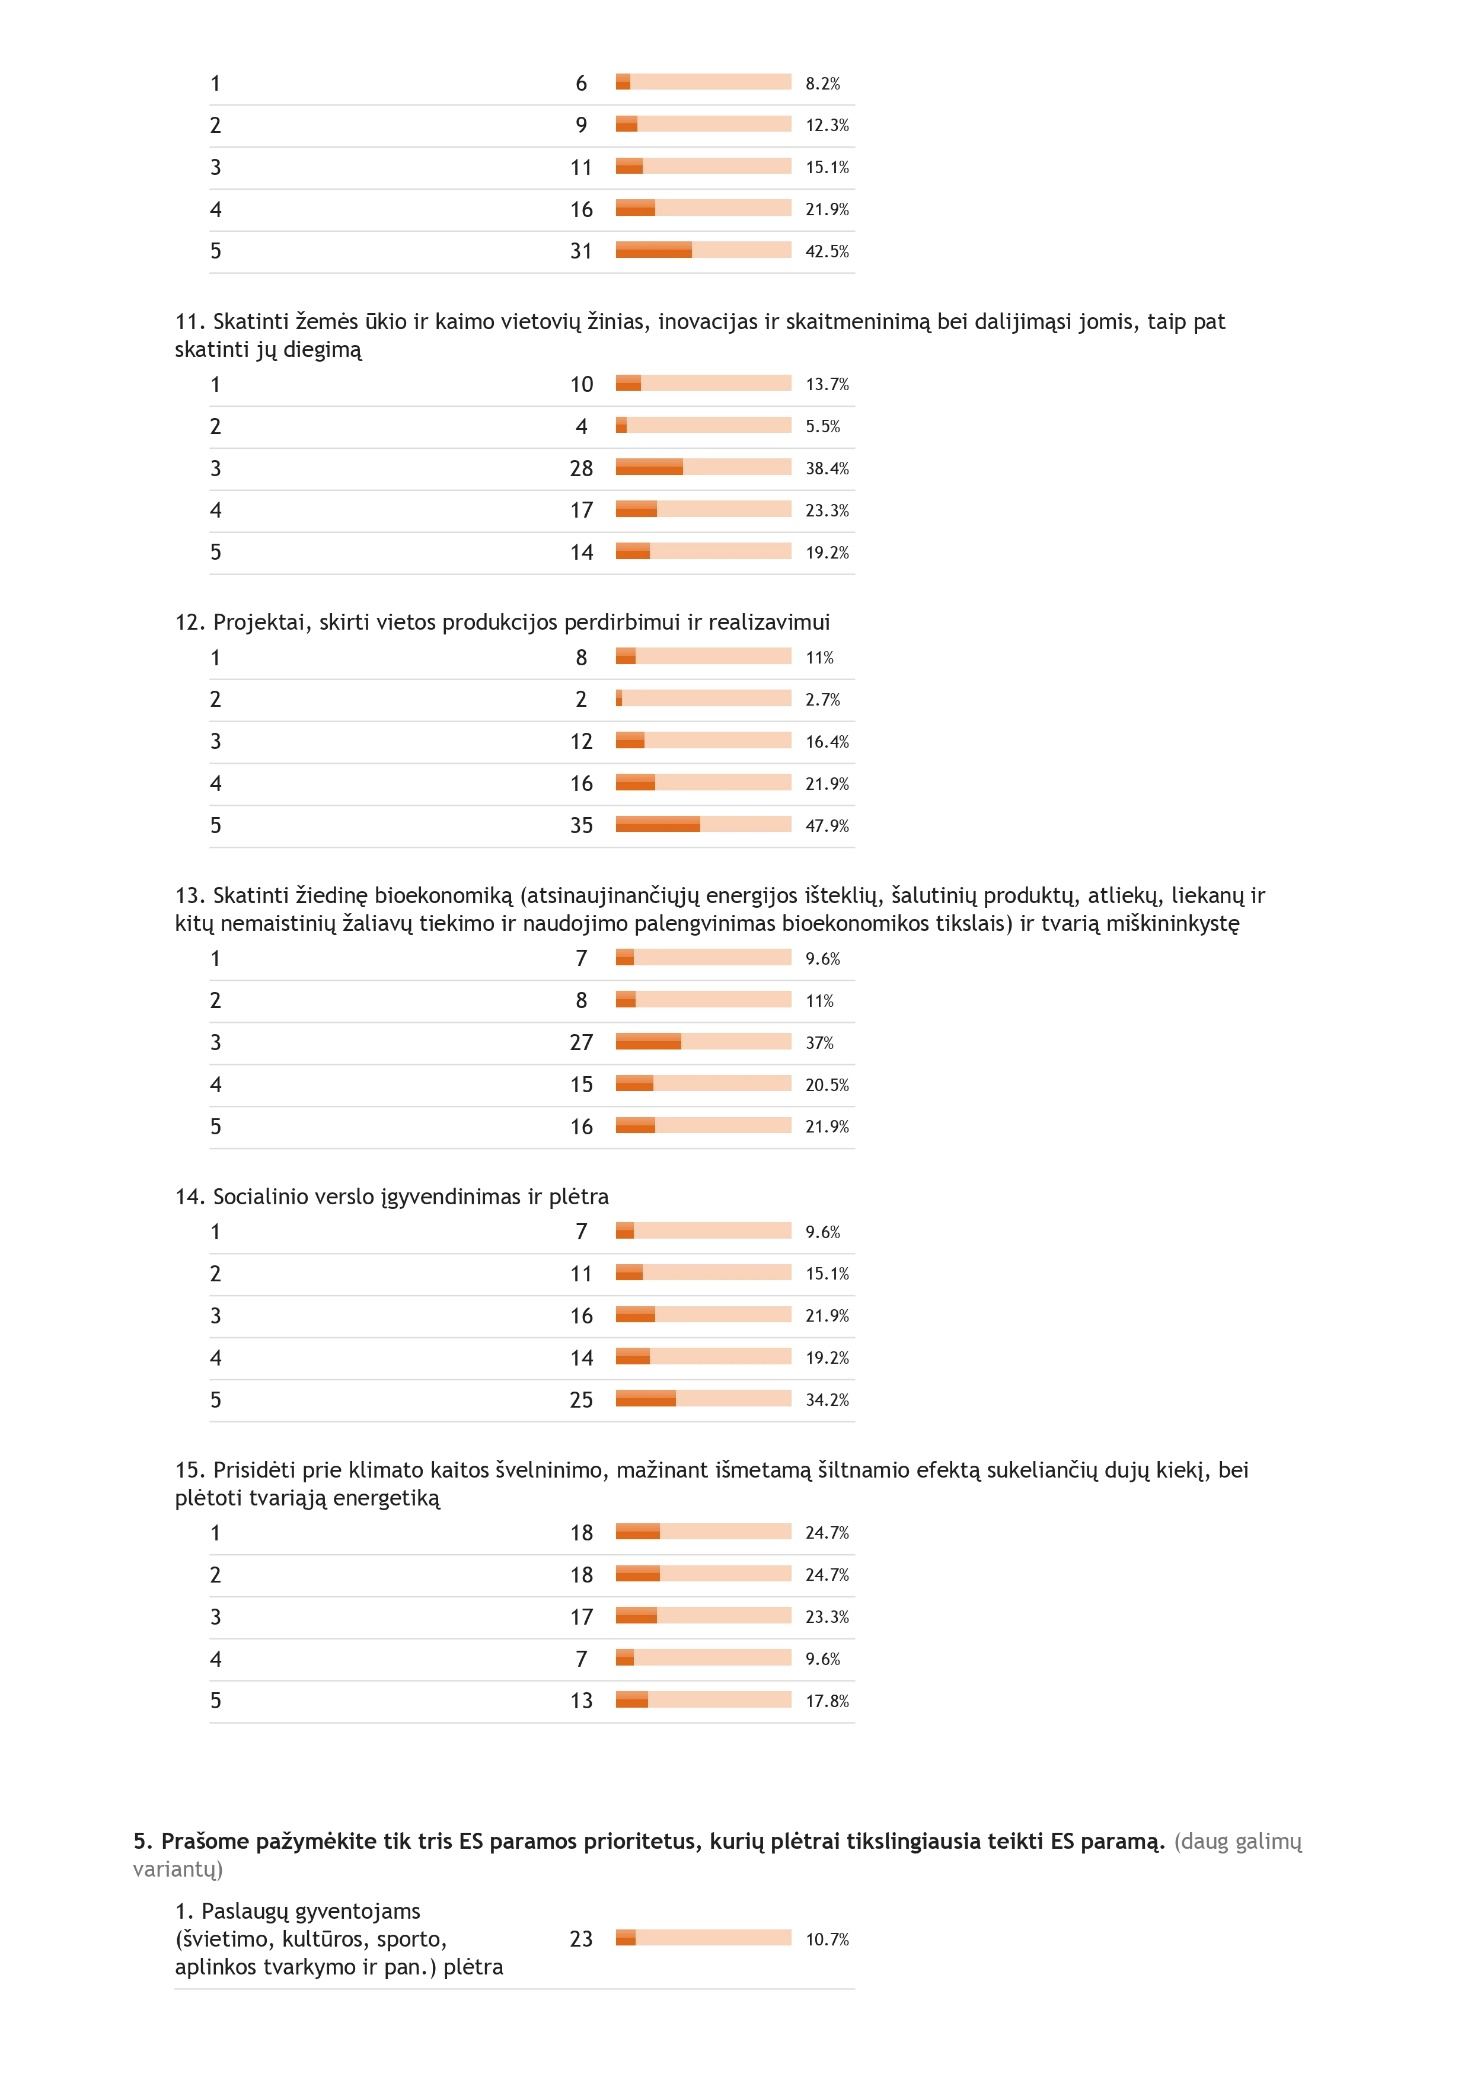 1 6 8.2%
2 9 12.3%
3 11 15.1%
4 16 21.9%
5 31 42.5%
11. Skatinti žemės ūkio ir kaimo vietovių žinias, inovacijas ir skaitmeninimą bei dalijimąsi jomis, taip pat
skatinti jų diegimą
1 10 13.7%
2 4 5.5%
3 28 38.4%
4 17 23.3%
5 14 19.2%
12. Projektai, skirti vietos produkcijos perdirbimui ir realizavimui
1 8 11%
2 2 2.7%
3 12 16.4%
4 16 21.9%
5 35 47.9%
13. Skatinti žiedinę bioekonomiką (atsinaujinančiųjų energijos išteklių, šalutinių produktų, atliekų, liekanų ir
kitų nemaistinių žaliavų tiekimo ir naudojimo palengvinimas bioekonomikos tikslais) ir tvarią miškininkystę
1 7 9.6%
2 8 11%
3 27 37%
4 15 20.5%
5 16 21.9%
14. Socialinio verslo įgyvendinimas ir plėtra
1 7 9.6%
2 11 15.1%
3 16 21.9%
4 14 19.2%
5 25 34.2%
15. Prisidėti prie klimato kaitos švelninimo, mažinant išmetamą šiltnamio efektą sukeliančių dujų kiekį, bei
plėtoti tvariąją energetiką
1 18 24.7%
2 18 24.7%
3 17 23.3%
4 7 9.6%
5 13 17.8%
5. Prašome pažymėkite tik tris ES paramos prioritetus, kurių plėtrai tikslingiausia teikti ES paramą. (daug galimų
variantų)
1. Paslaugų gyventojams
(švietimo, kultūros, sporto, 23 10.7%
aplinkos tvarkymo ir pan.) plėtra